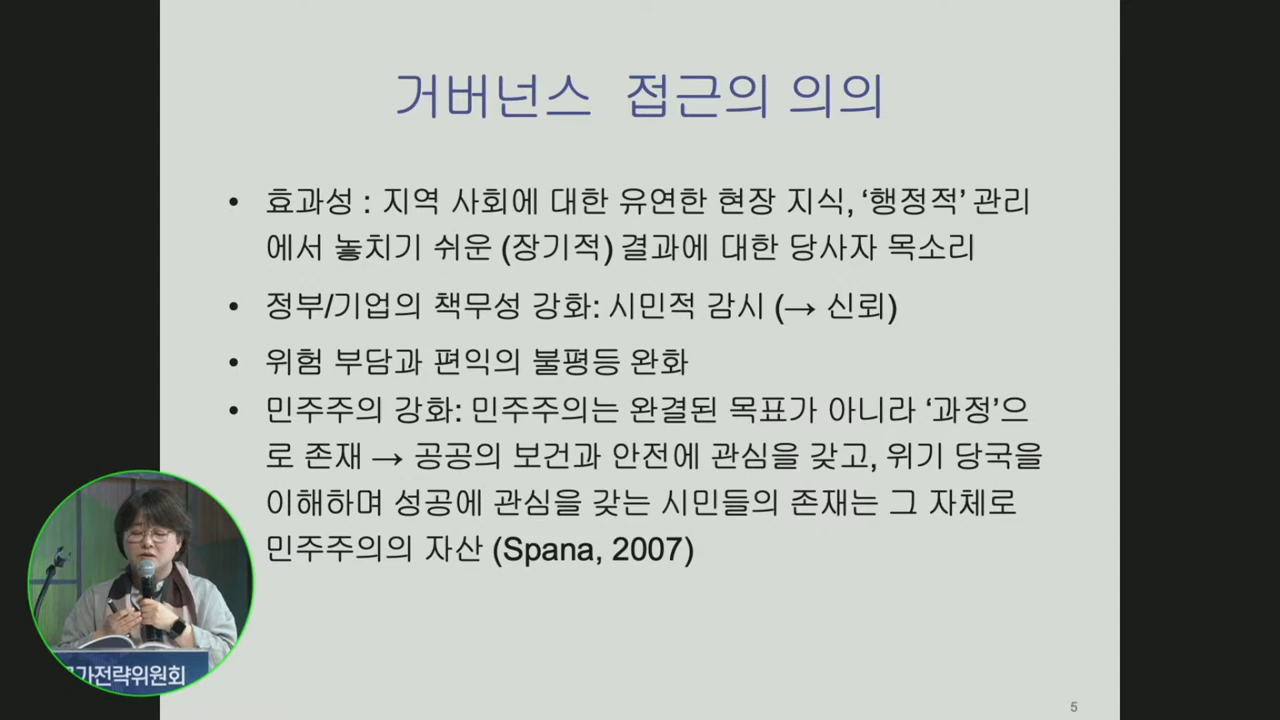 거버넌스 접근의 의의
• 효과성 : 지역 사회에 대한 유연한 현장 지식, ‘행정적’ 관리
에서 놓치기 쉬운 (장기적) 결과에 대한 당사자 목소리
• 정부/기업의 책무성 강화: 시민적 감시 (→ 신뢰)
• 위험 부담과 편익의 불평등 완화
• 민주주의 강화: 민주주의는 완결된 목표가 아니라 ‘과정’으
로 존재 → 공공의 보건과 안전에 관심을 갖고, 위기 당국을
이해하며 성공에 관심을 갖는 시민들의 존재는 그 자체로
민주주의의 자산 (Spana, 2007)
가전략위원회
5